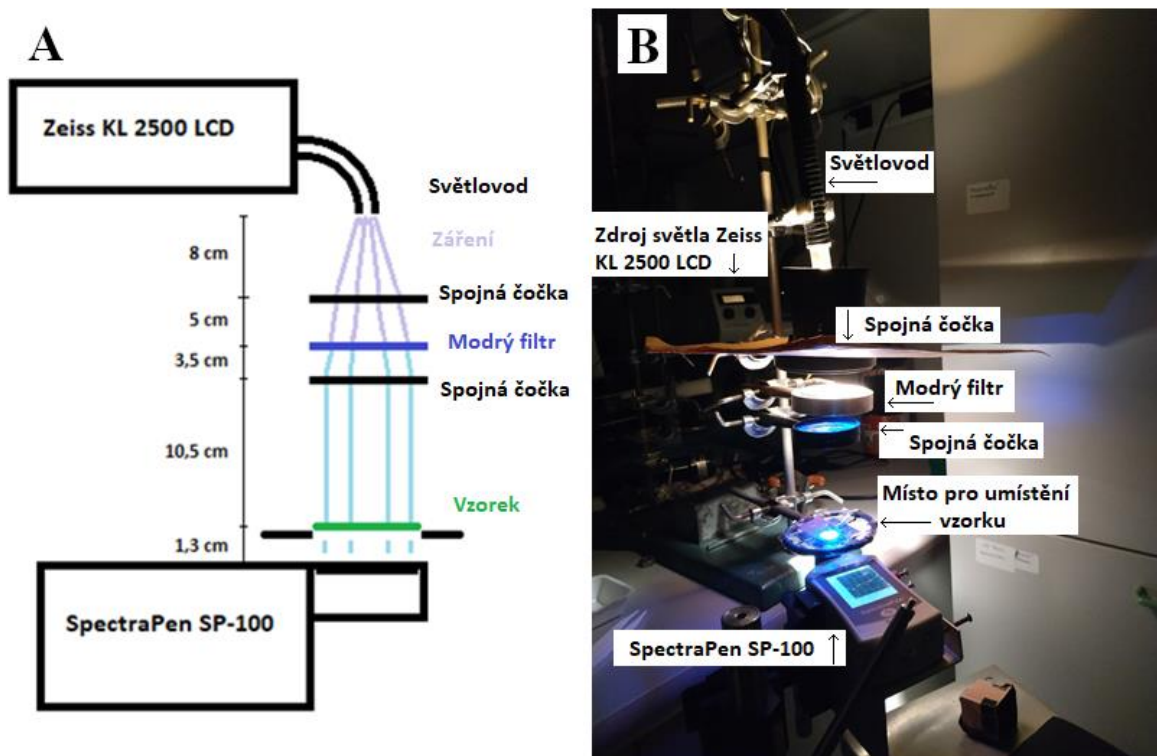 A
Zeiss KL 2500 LCD
Světlovod
Záření
8 cm
Spojná čočka
5 cm
Modrý filtr
3,5 cm
Spojná čočka
10,5 cm
Vzorek
1,3 cm
SpectraPen SP-100
B
Světlovod
Zdroj světla Zeiss
KL 2500 LCD ↓
↓ Spojná čočka
Modrý filtr
Spojná čočka
Místo pro umístění
vzorku
SpectraPen SP-100 ↑